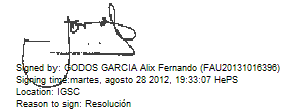 Signed by: GODOS GARCIA Alix Fernando (FAU20131016396)
Signing time:martes, agosto 28 2012, 19:33:07 HePS
Location: IGSC
Reason to sign: Resolución